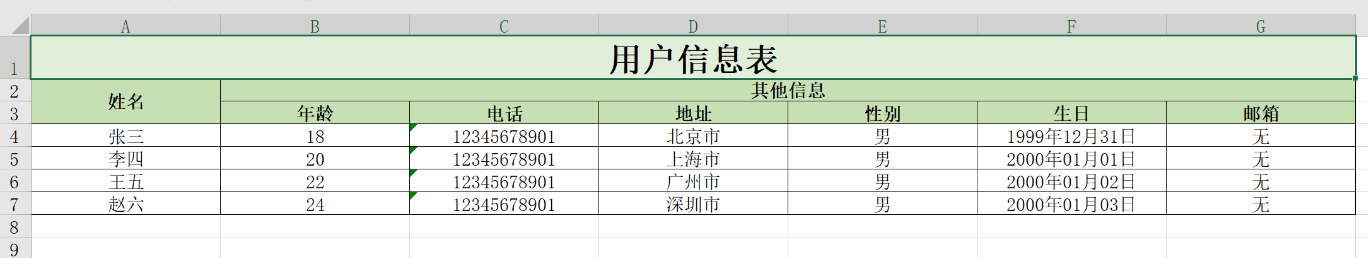 A B C D E F G
1 用户信息表
2 姓名 其他信息
3 年龄 电话 地址 性别 生日 邮箱
4 张三 18 12345678901 北京市 男 1999年12月31日 无
5 李四 20 12345678901 上海市 男 2000年01月01日 无
6 王五 22 12345678901 广州市 男 2000年01月02日 无
7 赵六 24 12345678901 深圳市 男 2000年01月03日 无
8
9